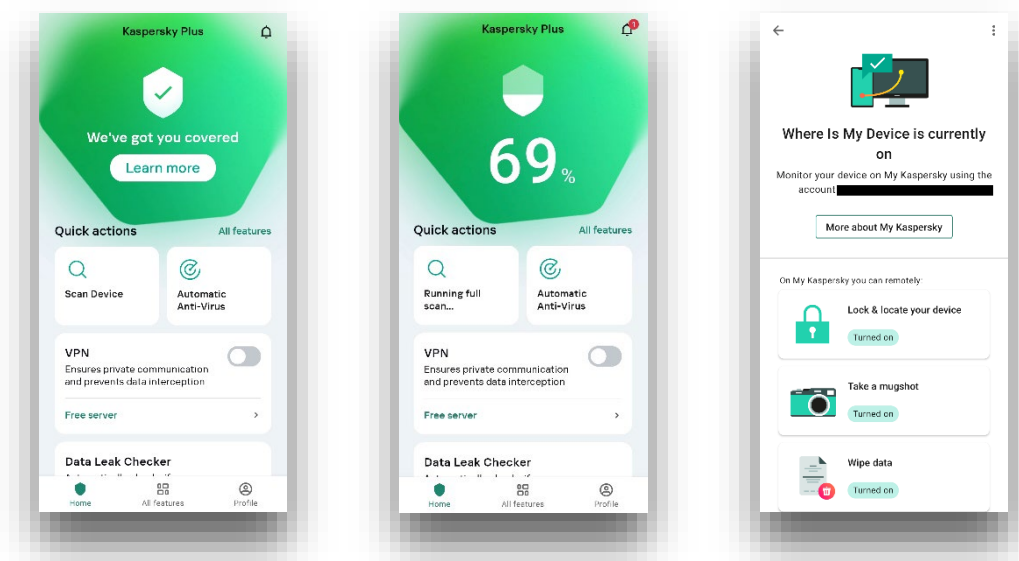 Kaspersky Plus
We've got you covered
Learn more
Quick actions
All features
Scan Device
Automatic
Anti-Virus
VPN
Ensures private communication
and prevents data interception
Free server
Data Leak Checker
Home
All features
Profile
Kaspersky Plus
1
69%
Quick actions
All features
Running full
scan...
Automatic
Anti-Virus
VPN
Ensures private communication
and prevents data interception
Free server
Data Leak Checker
Home
All features
Profile
Where Is My Device is currently
on
Monitor your device on My Kaspersky using the
account
More about My Kaspersky
On My Kaspersky you can remotely:
Lock & locate your device
Turned on
Take a mugshot
Turned on
Wipe data
Turned on